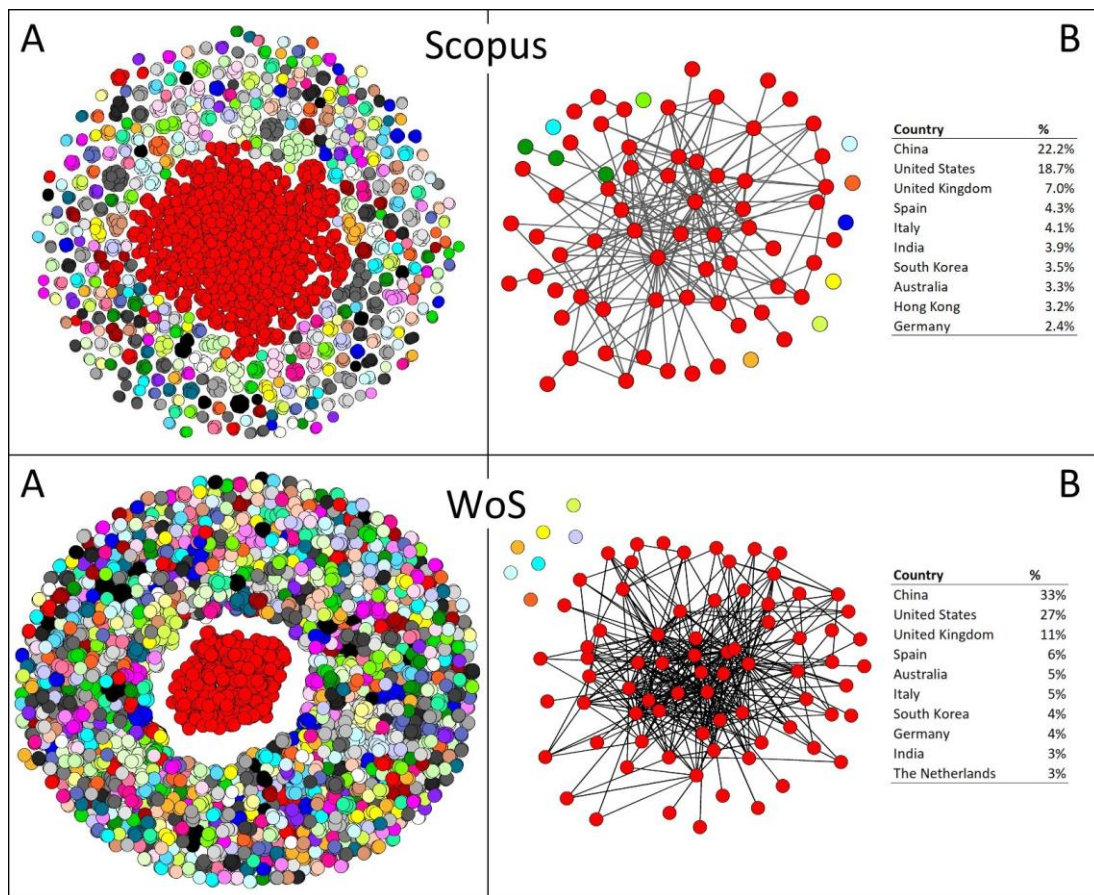 A
Scopus
B
Country %
China 22.2%
United States 18.7%
United Kingdom 7.0%
Spain 4.3%
Italy 4.1%
India 3.9%
South Korea 3.5%
Australia 3.3%
Hong Kong 3.2%
Germany 2.4%
A
WoS
B
Country %
China 33%
United States 27%
United Kingdom 11%
Spain 6%
Australia 5%
Italy 5%
South Korea 4%
Germany 4%
India 3%
The Netherlands 3%